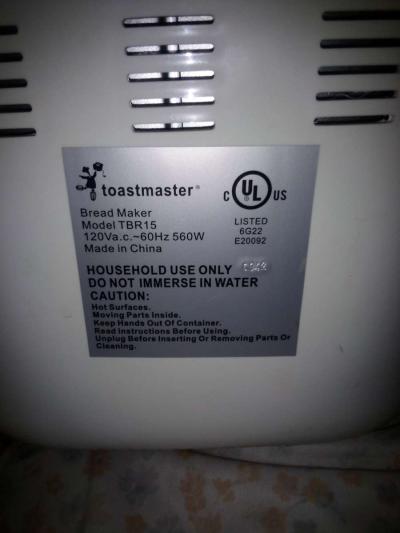 toastmaster®
Bread Maker
Model TBR15
120Va.c.~60Hz 560W
Made in China
C UL US
LISTED
6G22
E20092
HOUSEHOLD USE ONLY
DO NOT IMMERSE IN WATER
CAUTION:
Hot Surfaces.
Moving Parts Inside.
Keep Hands Out Of Container.
Read Instructions Before Using.
Unplug Before Inserting Or Removing Parts Or
Cleaning.